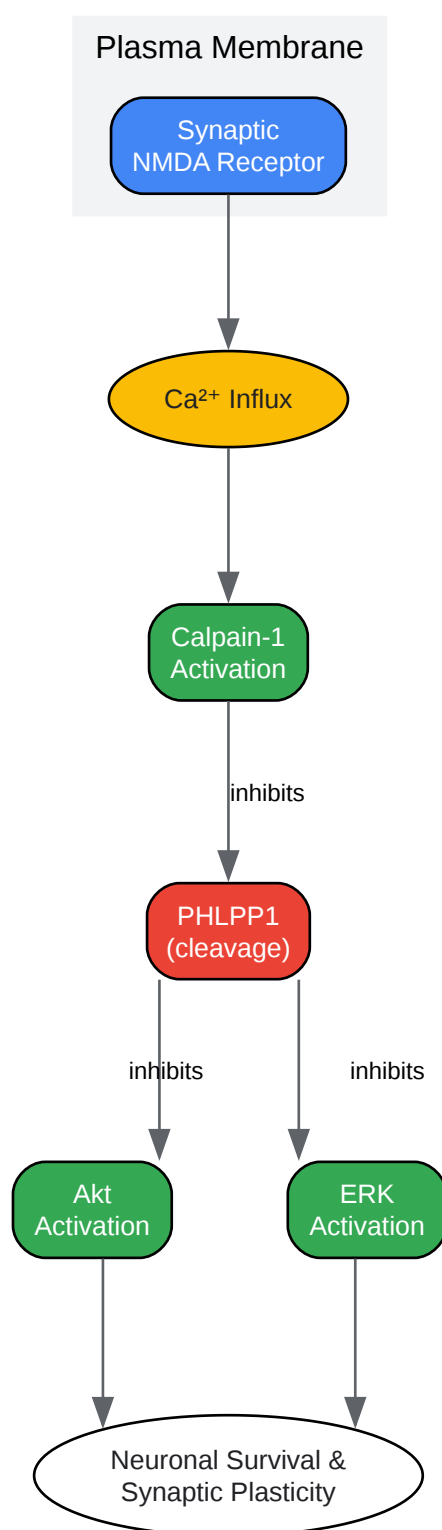 Plasma Membrane
Synaptic
NMDA Receptor
Ca²⁺ Influx
Calpain-1
Activation
inhibits
PHLPP1
(cleavage)
inhibits
inhibits
Akt
Activation
ERK
Activation
Neuronal Survival &
Synaptic Plasticity